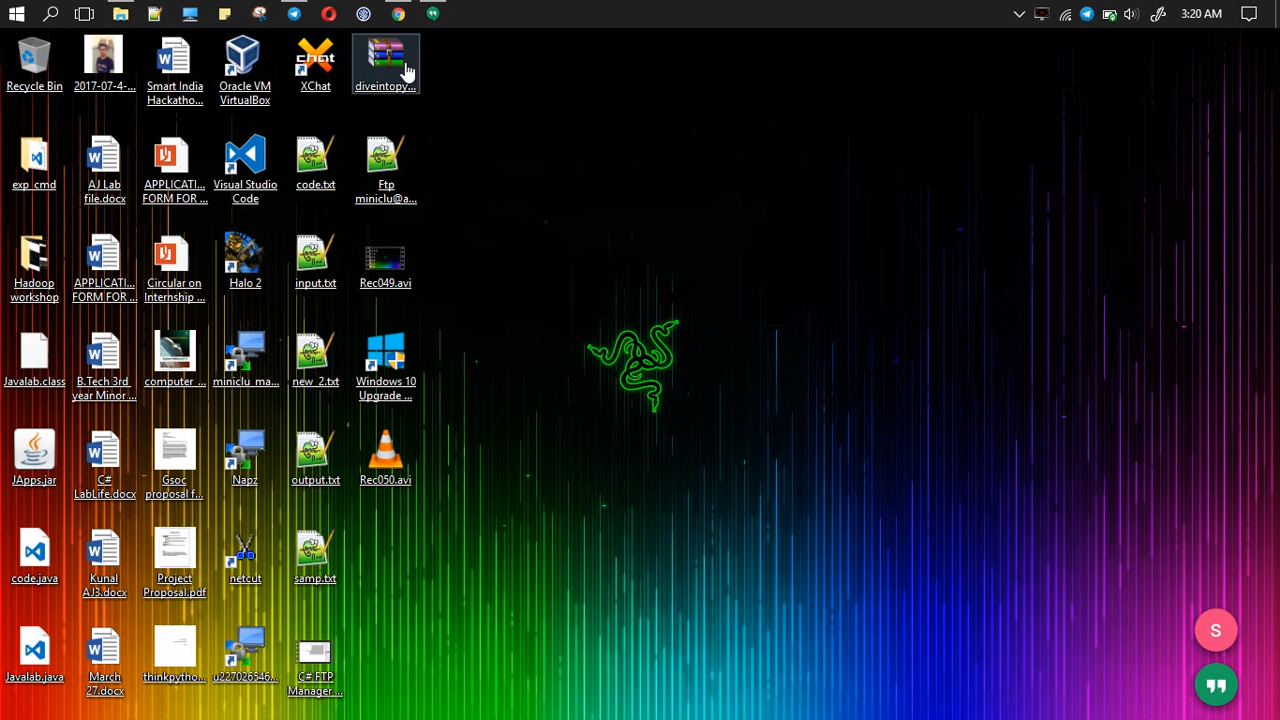 3:53 AM
Recycle Bin
2017-07-4-...
Smart India
Hackatho...
Oracle VM
VirtualBox
chat
XChat
diveintopy...
exp_cmd
AJ Lab
file.docx
APPLICATI...
FORM FOR ...
Visual Studio
Code
code.txt
Ftp
miniclu@a...
Hadoop
workshop
APPLICATI...
FORM FOR ...
Circular on
Internship ...
Halo 2
input.txt
Rec049.avi
Javalab.class
B.Tech 3rd
year Minor ...
computer_...
miniclu_ma...
new_2.txt
Windows 10
Upgrade ...
JApps.jar
C#
LabLife.docx
Gsoc
proposal f...
Napz
output.txt
Rec050.avi
code.java
Kunal
AJ3.docx
Project
Proposal.pdf
netcut
samp.txt
Javalab.java
March
27.docx
thinkpytho...
u227026546...
C# FTP
Manager ...
S